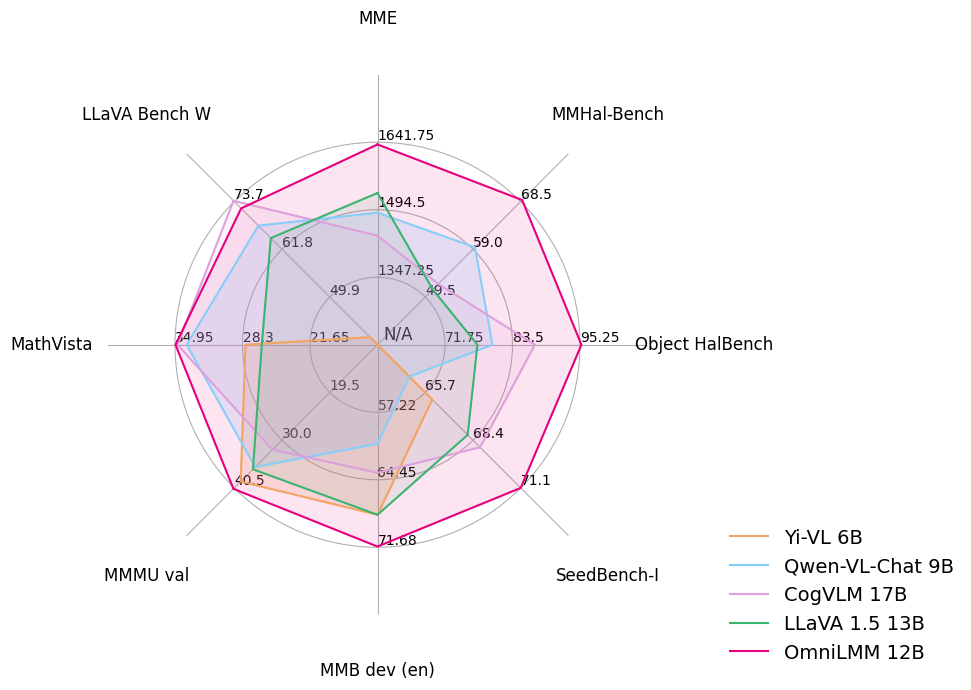 MME
LLaVA Bench W
MMHal-Bench
1641.75
73.7
68.5
1494.5
61.8
59.0
1347.25
49.9
49.5
MathVista
34.95
28.3
21.65
N/A
71.75
83.5
95.25
Object HalBench
19.5
65.7
57.22
30.0
68.4
64.45
40.5
71.1
71.68
MMMU val
SeedBench-I
MMB dev (en)
Yi-VL 6B
Qwen-VL-Chat 9B
CogVLM 17B
LLaVA 1.5 13B
OmniLMM 12B